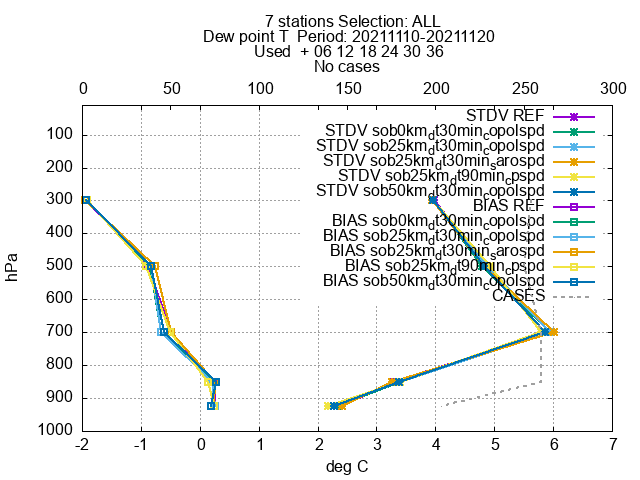 7 stations Selection: ALL
Dew point T  Period: 20211110-20211120
Used  + 06 12 18 24 30 36
No cases
0 50 100 150 200 250 300
STDV REF
STDV sob0km_dt30min_copolspd
STDV sob25km_dt30min_copolspd
STDV sob25km_dt30min_sarospd
STDV sob25km_dt90min_cpspd
STDV sob50km_dt30min_copolspd
BIAS REF
BIAS sob0km_dt30min_copolspd
BIAS sob25km_dt30min_copolspd
BIAS sob25km_dt30min_sarospd
BIAS sob25km_dt90min_cpspd
BIAS sob50km_dt30min_copolspd
CASES
100
200
300
400
500
600
700
800
900
1000
hPa
-2 -1 0 1 2 3 4 5 6 7
deg C